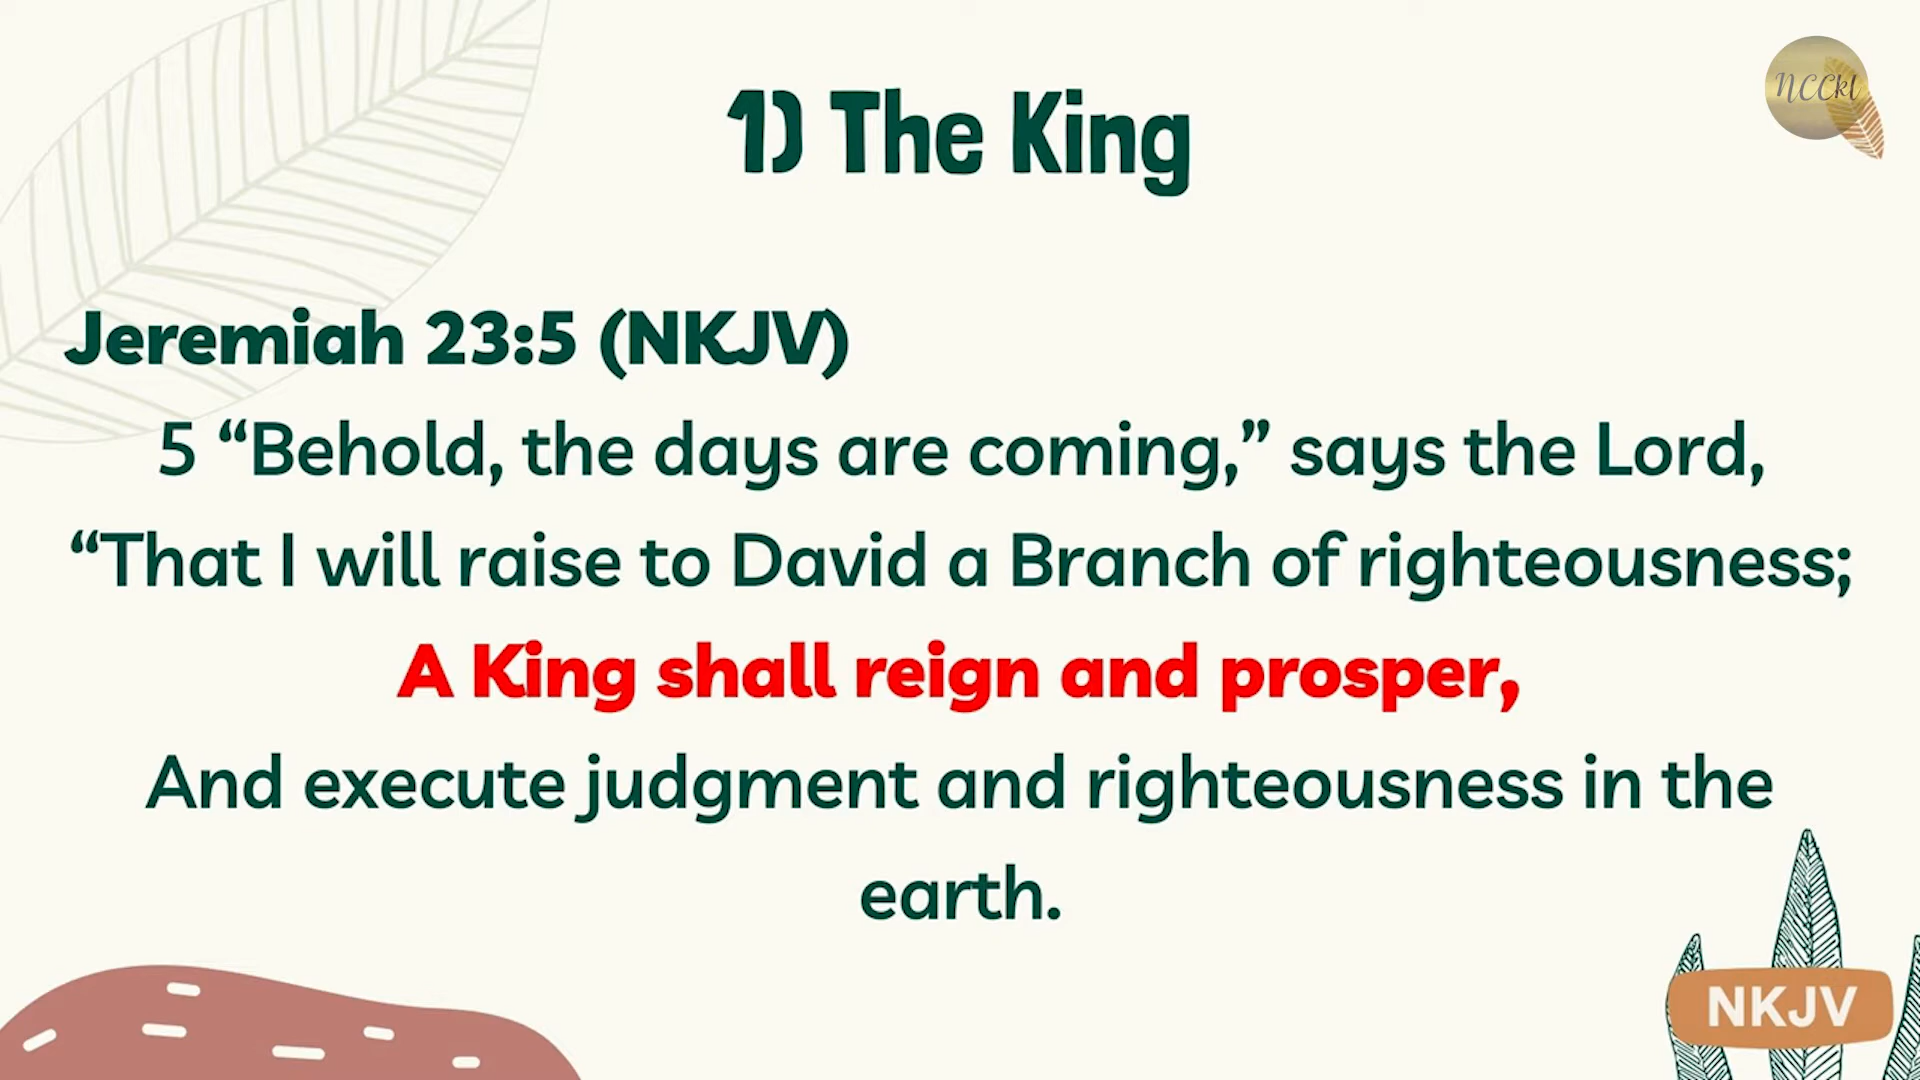 NCCkl
1) The King
Jeremiah 23:5 (NKJV)
5 “Behold, the days are coming,” says the Lord,
“That I will raise to David a Branch of righteousness;
A King shall reign and prosper,
And execute judgment and righteousness in the
earth.
NKJV